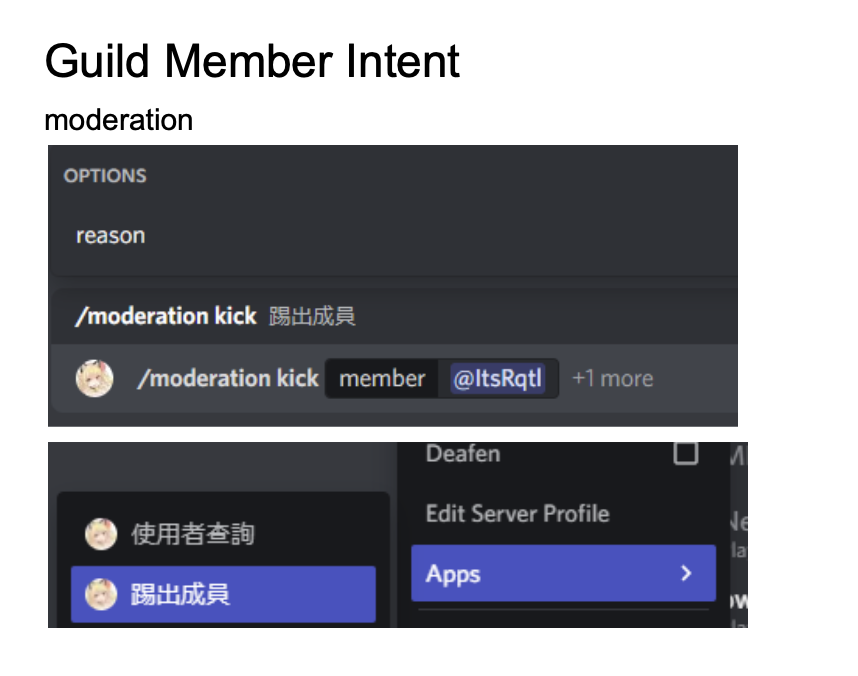 Guild Member Intent
moderation
OPTIONS
reason
/moderation kick 踢出成員
/moderation kick member @ItsRqtl +1 more
Deafen
使用者查詢
Edit Server Profile
踢出成員
Apps